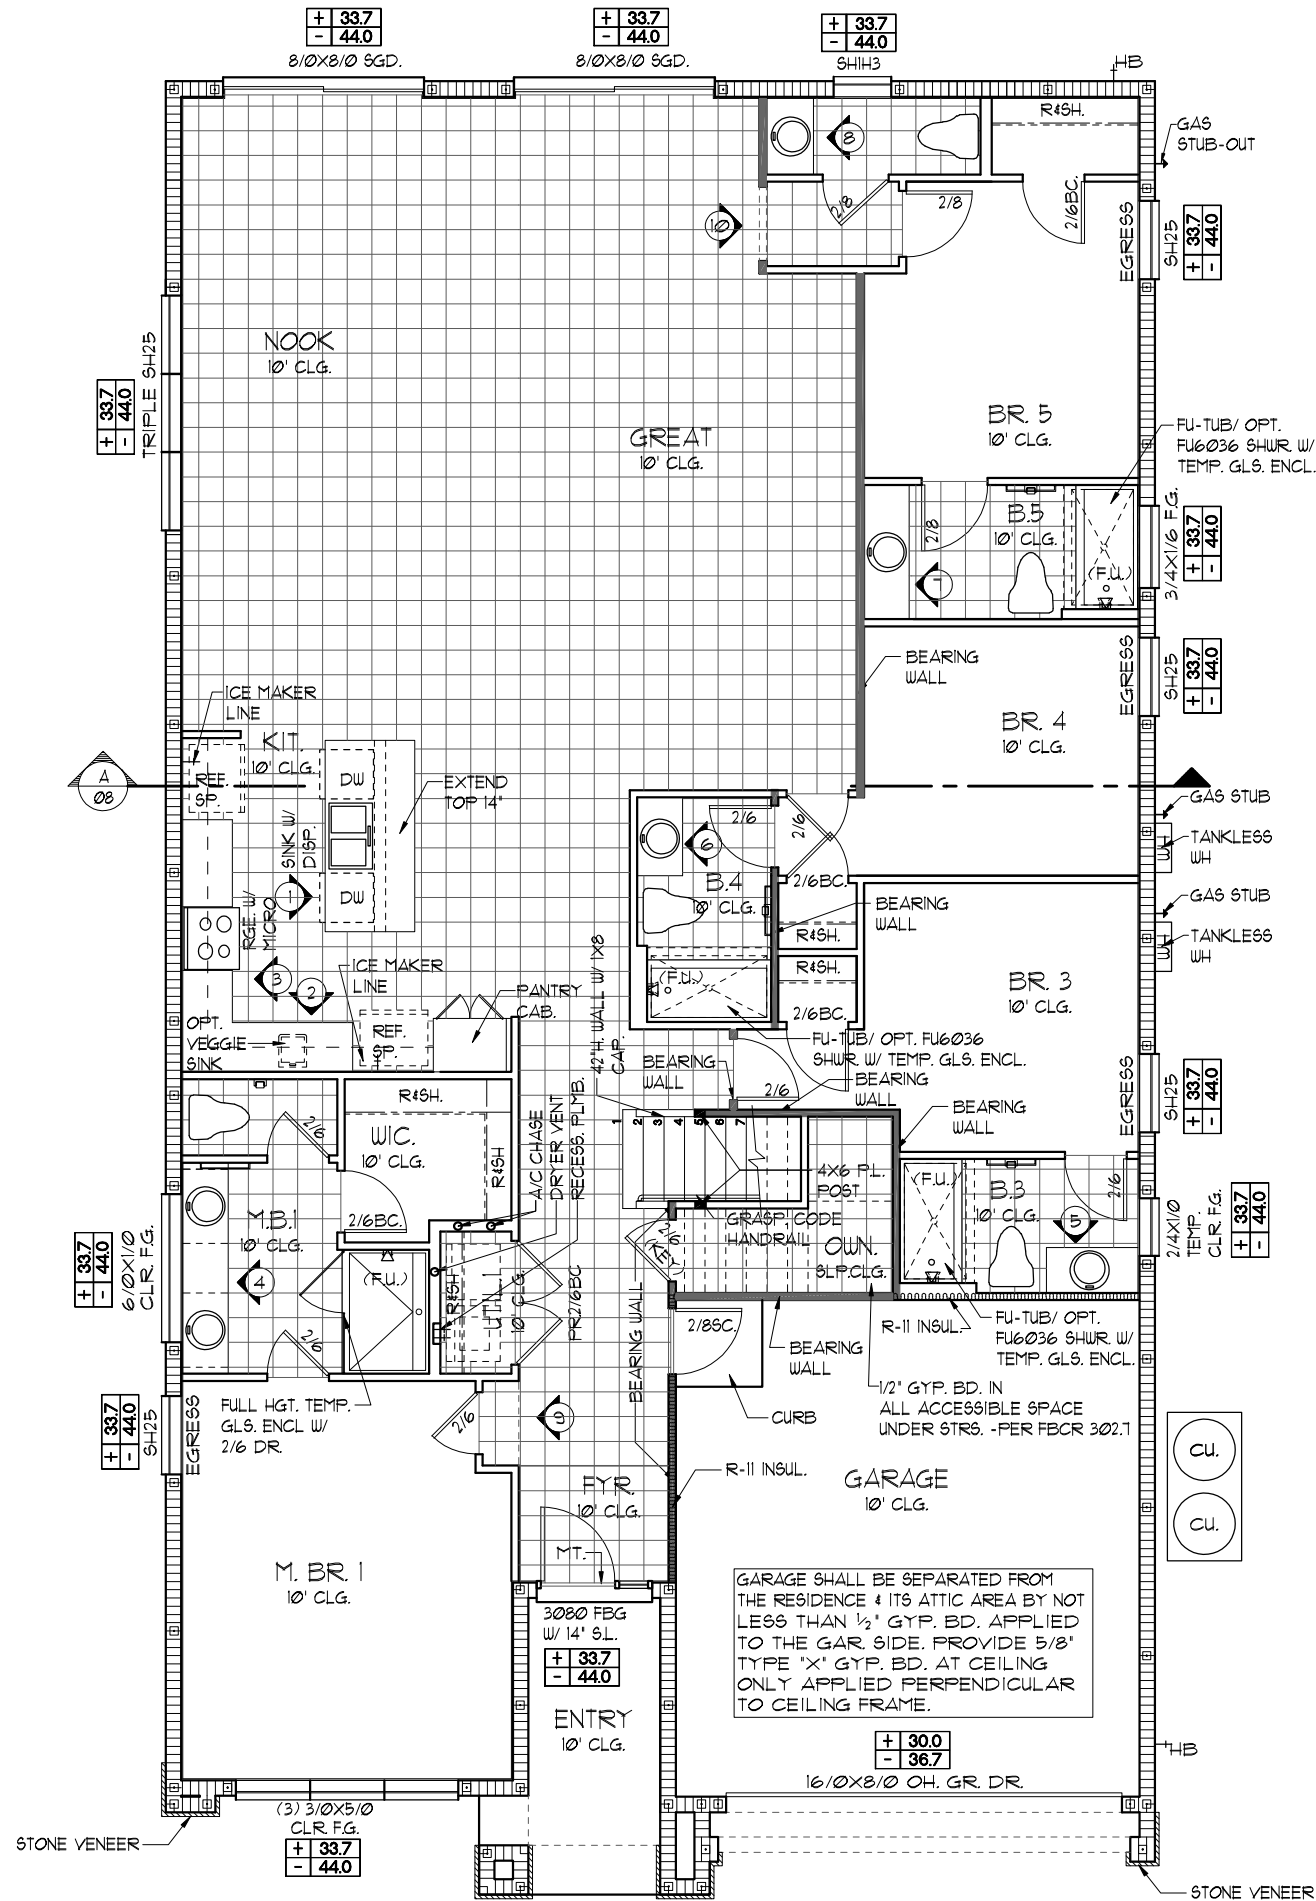 + 33.7
- 44.0
8/0X8/0 SGD.
+ 33.7
- 44.0
8/0X8/0 SGD.
+ 33.7
- 44.0
SH1H3
HB
R&SH.
GAS
STUB-OUT
8
2/8
2/8
2/6BC.
10
EGRESS
SH25
+ 33.7
- 44.0
NOOK
10' CLG.
TRIPLE SH25
+ 33.7
- 44.0
GREAT
10' CLG.
BR. 5
10' CLG.
FU-TUB/ OPT.
FU6036 SHWR. W/
TEMP. GLS. ENCL.
B.5
10' CLG.
2/8
(F.U.)
7
3/4X1/6 F.G.
+ 33.7
- 44.0
BEARING
WALL
EGRESS
SH25
+ 33.7
- 44.0
BR. 4
10' CLG.
ICE MAKER
LINE
KIT.
10' CLG.
REF.
SP.
A
08
DW
EXTEND
TOP 14"
SINK W/
DISP.
DW
1
RGE. W/
MICRO
3
2
ICE MAKER
LINE
PANTRY
CAB.
OPT.
VEGGIE
SINK
REF.
SP.
2/6
6
2/6
B.4
10' CLG.
2/6BC.
R&SH.
BEARING
WALL
R&SH.
2/6BC.
(F.U.)
GAS STUB
TANKLESS
WH
WH
GAS STUB
TANKLESS
WH
WH
BR. 3
10' CLG.
FU-TUB/ OPT. FU6036
SHWR. W/ TEMP. GLS. ENCL.
42"H. WALL W/ 1X8
CAP.
BEARING
WALL
2/6
BEARING
WALL
BEARING
WALL
EGRESS
SH25
+ 33.7
- 44.0
R&SH.
WIC.
10' CLG.
R&SH
2/6
2/6BC.
A/C CHASE
DRYER VENT
RECESS. PLMB.
1
2
3
4
5
6
7
4X6 P.L.
POST
GRASP. CODE
HANDRAIL
2/6
(KEY)
OWN.
SLP.CLG.
(F.U.)
B.3
10' CLG.
5
2/6
2/4X1/0
TEMP.
CLR. F.G.
+ 33.7
- 44.0
M.B.1
10' CLG.
4
(F.U.)
2/6
6/0X1/0
CLR. F.G.
+ 33.7
- 44.0
R&SH
UTIL.1
10' CLG
PR2/6BC
BEARING WALL
2/8SC.
BEARING
WALL
CURB
R-11 INSUL.
FU-TUB/ OPT.
FU6036 SHWR. W/
TEMP. GLS. ENCL.
1/2" GYP. BD. IN
ALL ACCESSIBLE SPACE
UNDER STRS. -PER FBCR 302.7
EGRESS
SH25
+ 33.7
- 44.0
FULL HGT. TEMP.
GLS. ENCL W/
2/6 DR.
2/6
9
R-11 INSUL.
GARAGE
10' CLG.
CU.
CU.
FYR.
10' CLG.
MT.
M. BR. 1
10' CLG.
3080 FBG
W/ 14" S.L.
+ 33.7
- 44.0
ENTRY
10' CLG.
GARAGE SHALL BE SEPARATED FROM
THE RESIDENCE & ITS ATTIC AREA BY NOT
LESS THAN ½" GYP. BD. APPLIED
TO THE GAR. SIDE. PROVIDE 5/8"
TYPE "X" GYP. BD. AT CEILING
ONLY APPLIED PERPENDICULAR
TO CEILING FRAME.
+ 30.0
- 36.7
16/0X8/0 OH. GR. DR.
HB
(3) 3/0X5/0
CLR. F.G.
+ 33.7
- 44.0
STONE VENEER
STONE VENEER